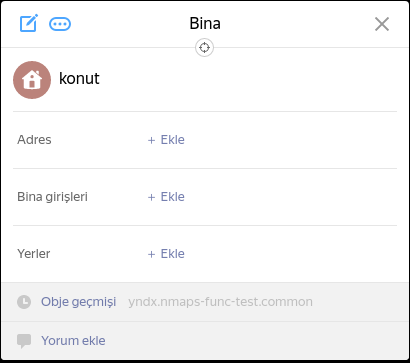 Bina
konut
Adres + Ekle
Bina girişleri + Ekle
Yerler + Ekle
Obje geçmişi yndx.nmaps-func-test.common
Yorum ekle